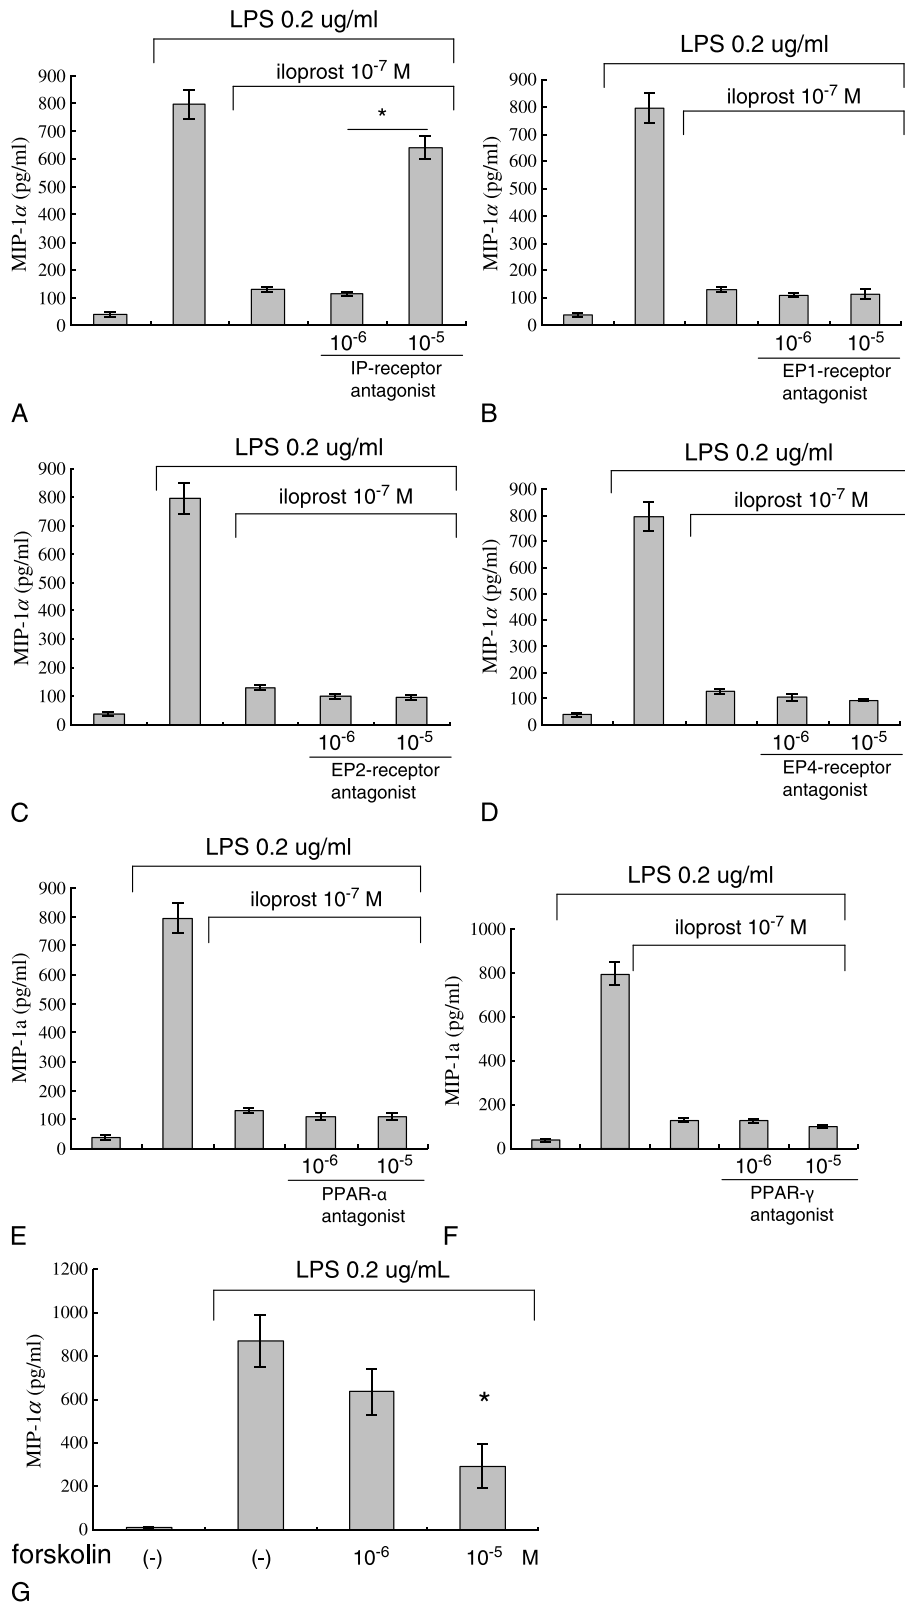 LPS 0.2 ug/ml
iloprost 10-7 M
*
MIP-1α (pg/ml)
900
800
700
600
500
400
300
200
100
0
10-6 10-5
IP-receptor
antagonist
A
LPS 0.2 ug/ml
iloprost 10-7 M
MIP-1α (pg/ml)
900
800
700
600
500
400
300
200
100
0
10-6 10-5
EP1-receptor
antagonist
B
LPS 0.2 ug/ml
iloprost 10-7 M
MIP-1α (pg/ml)
900
800
700
600
500
400
300
200
100
0
10-6 10-5
EP2-receptor
antagonist
C
LPS 0.2 ug/ml
iloprost 10-7 M
MIP-1α (pg/ml)
900
800
700
600
500
400
300
200
100
0
10-6 10-5
EP4-receptor
antagonist
D
LPS 0.2 ug/ml
iloprost 10-7 M
MIP-1a (pg/ml)
900
800
700
600
500
400
300
200
100
0
10-6 10-5
PPAR-α
antagonist
E
LPS 0.2 ug/ml
iloprost 10-7 M
MIP-1a (pg/ml)
1000
800
600
400
200
0
10-6 10-5
PPAR-γ
antagonist
F
LPS 0.2 ug/mL
MIP-1α (pg/ml)
1200
1000
800
600
400
200
0
*
forskolin (-) (-) 10-6 10-5 M
G